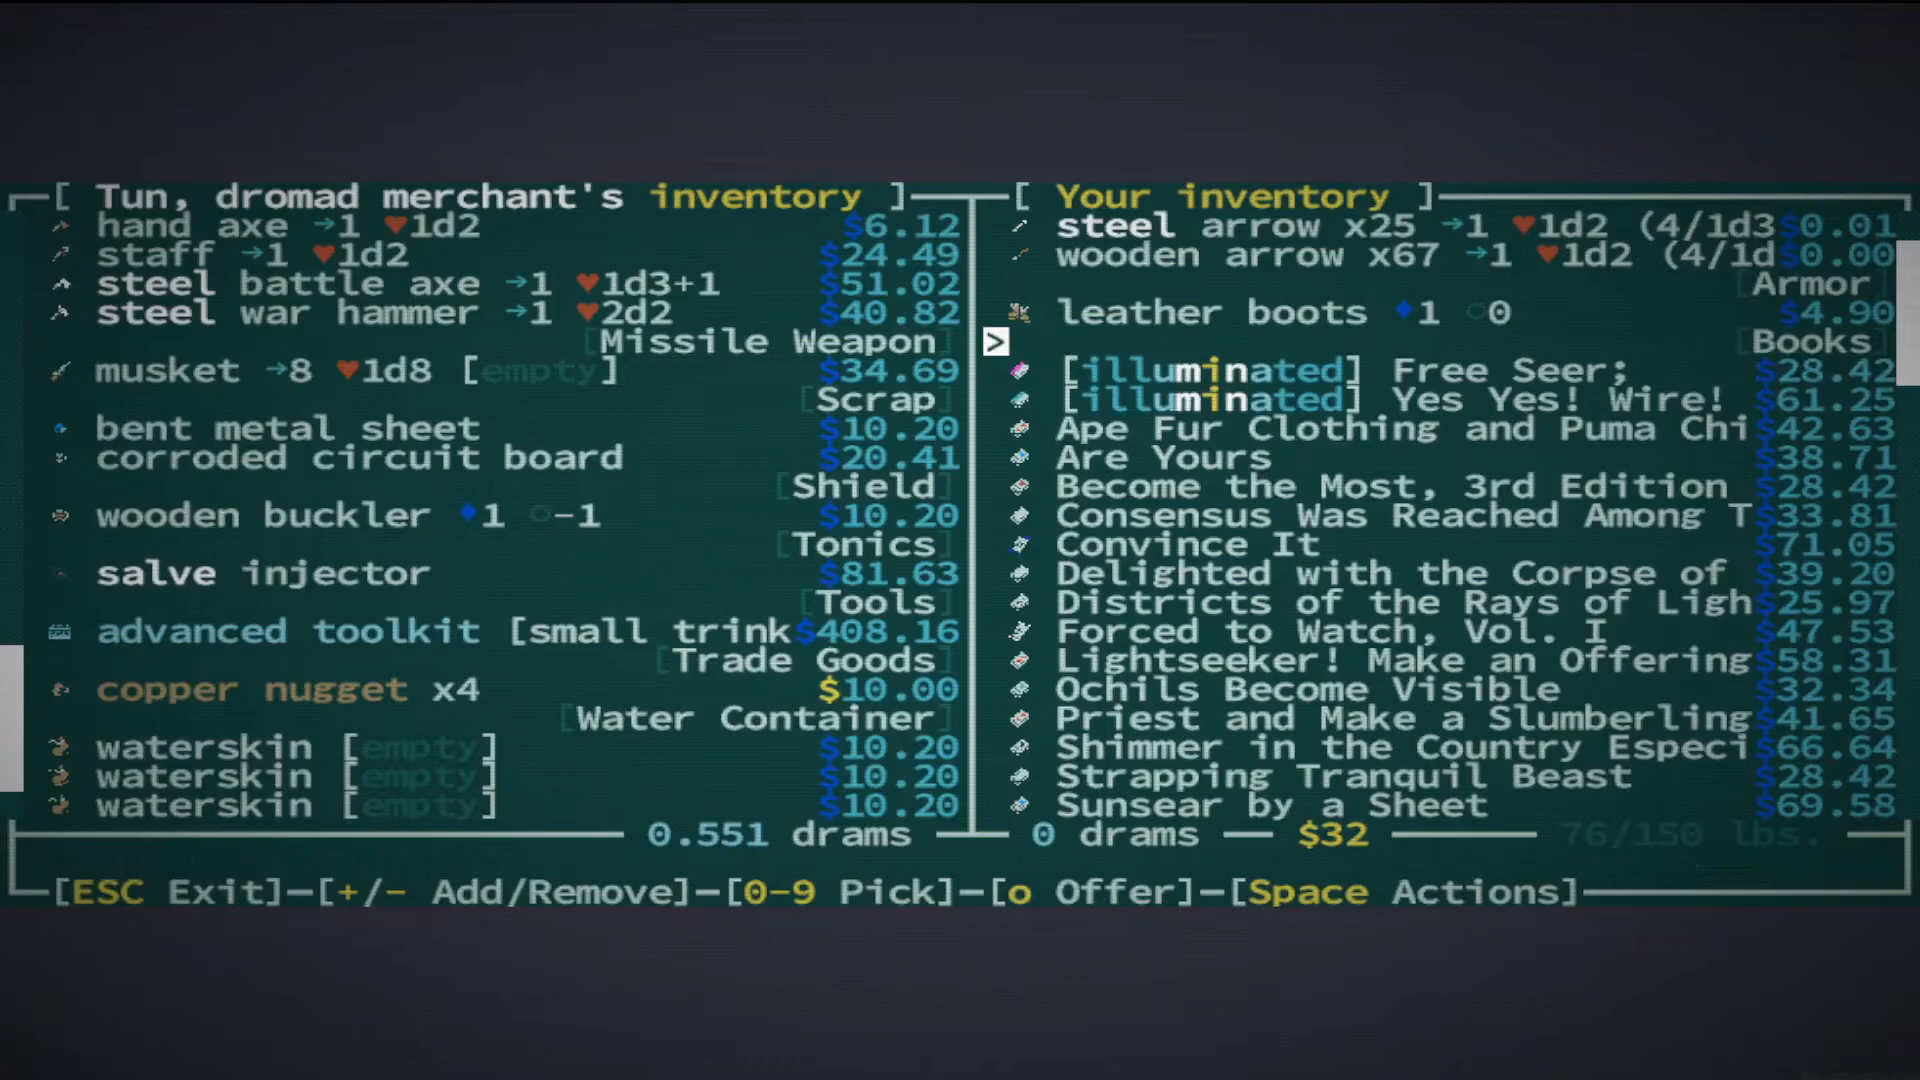 [ Tun, dromad merchant's inventory ]
hand axe →1 ♥1d2 $6.12
staff →1 ♥1d2 $24.49
steel battle axe →1 ♥1d3+1 $51.02
steel war hammer →1 ♥2d2 $40.82
[Missile Weapon]
musket →8 ♥1d8 [empty] $34.69
[Scrap]
bent metal sheet $10.20
corroded circuit board $20.41
[Shield]
wooden buckler ♦1 ○-1 $10.20
[Tonics]
salve injector $81.63
[Tools]
advanced toolkit [small trink $408.16
[Trade Goods]
copper nugget x4 $10.00
[Water Container]
waterskin [empty] $10.20
waterskin [empty] $10.20
waterskin [empty] $10.20
0.551 drams
[ Your inventory ]
steel arrow x25 →1 ♥1d2 (4/1d3 $0.01
wooden arrow x67 →1 ♥1d2 (4/1d $0.00
[Armor]
leather boots ♦1 ○0 $4.90
> [Books]
[illuminated] Free Seer; $28.42
[illuminated] Yes Yes! Wire! $61.25
Ape Fur Clothing and Puma Chi $42.63
Are Yours $38.71
Become the Most, 3rd Edition $28.42
Consensus Was Reached Among T $33.81
Convince It $71.05
Delighted with the Corpse of $39.20
Districts of the Rays of Ligh $25.97
Forced to Watch, Vol. I $47.53
Lightseeker! Make an Offering $58.31
Ochils Become Visible $32.34
Priest and Make a Slumberling $41.65
Shimmer in the Country Especi $66.64
Strapping Tranquil Beast $28.42
Sunsear by a Sheet $69.58
0 drams $32 76/150 lbs.
[ESC Exit]-[+/- Add/Remove]-[0-9 Pick]-[o Offer]-[Space Actions]